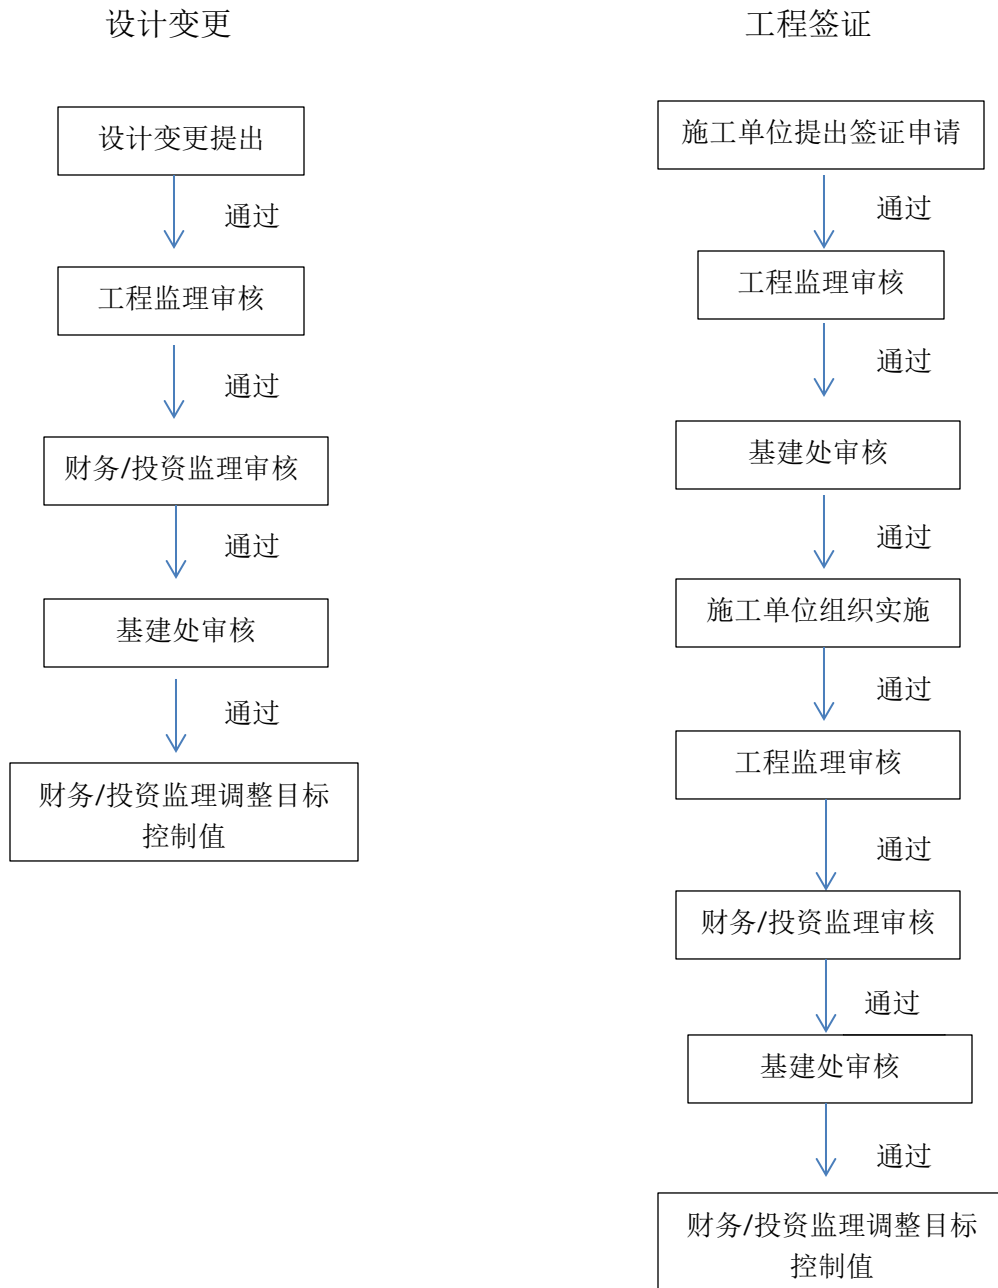 设计变更
设计变更提出
通过
工程监理审核
通过
财务/投资监理审核
通过
基建处审核
通过
财务/投资监理调整目标
控制值
工程签证
施工单位提出签证申请
通过
工程监理审核
通过
基建处审核
通过
施工单位组织实施
通过
工程监理审核
通过
财务/投资监理审核
通过
基建处审核
通过
财务/投资监理调整目标
控制值